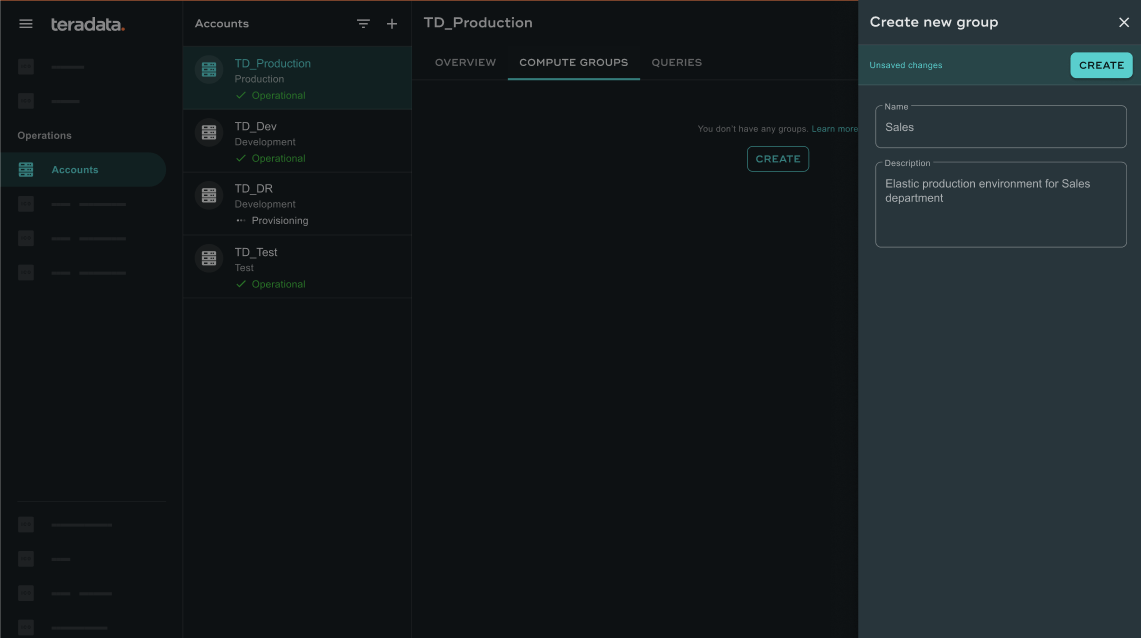 teradata.
Operations
Accounts
Accounts
TD_Production
Production
Operational
TD_Dev
Development
Operational
TD_DR
Development
Provisioning
TD_Test
Test
Operational
TD_Production
OVERVIEW COMPUTE GROUPS QUERIES
You don't have any groups. Learn more
CREATE
Create new group
Unsaved changes
CREATE
Name
Sales
Description
Elastic production environment for Sales
department